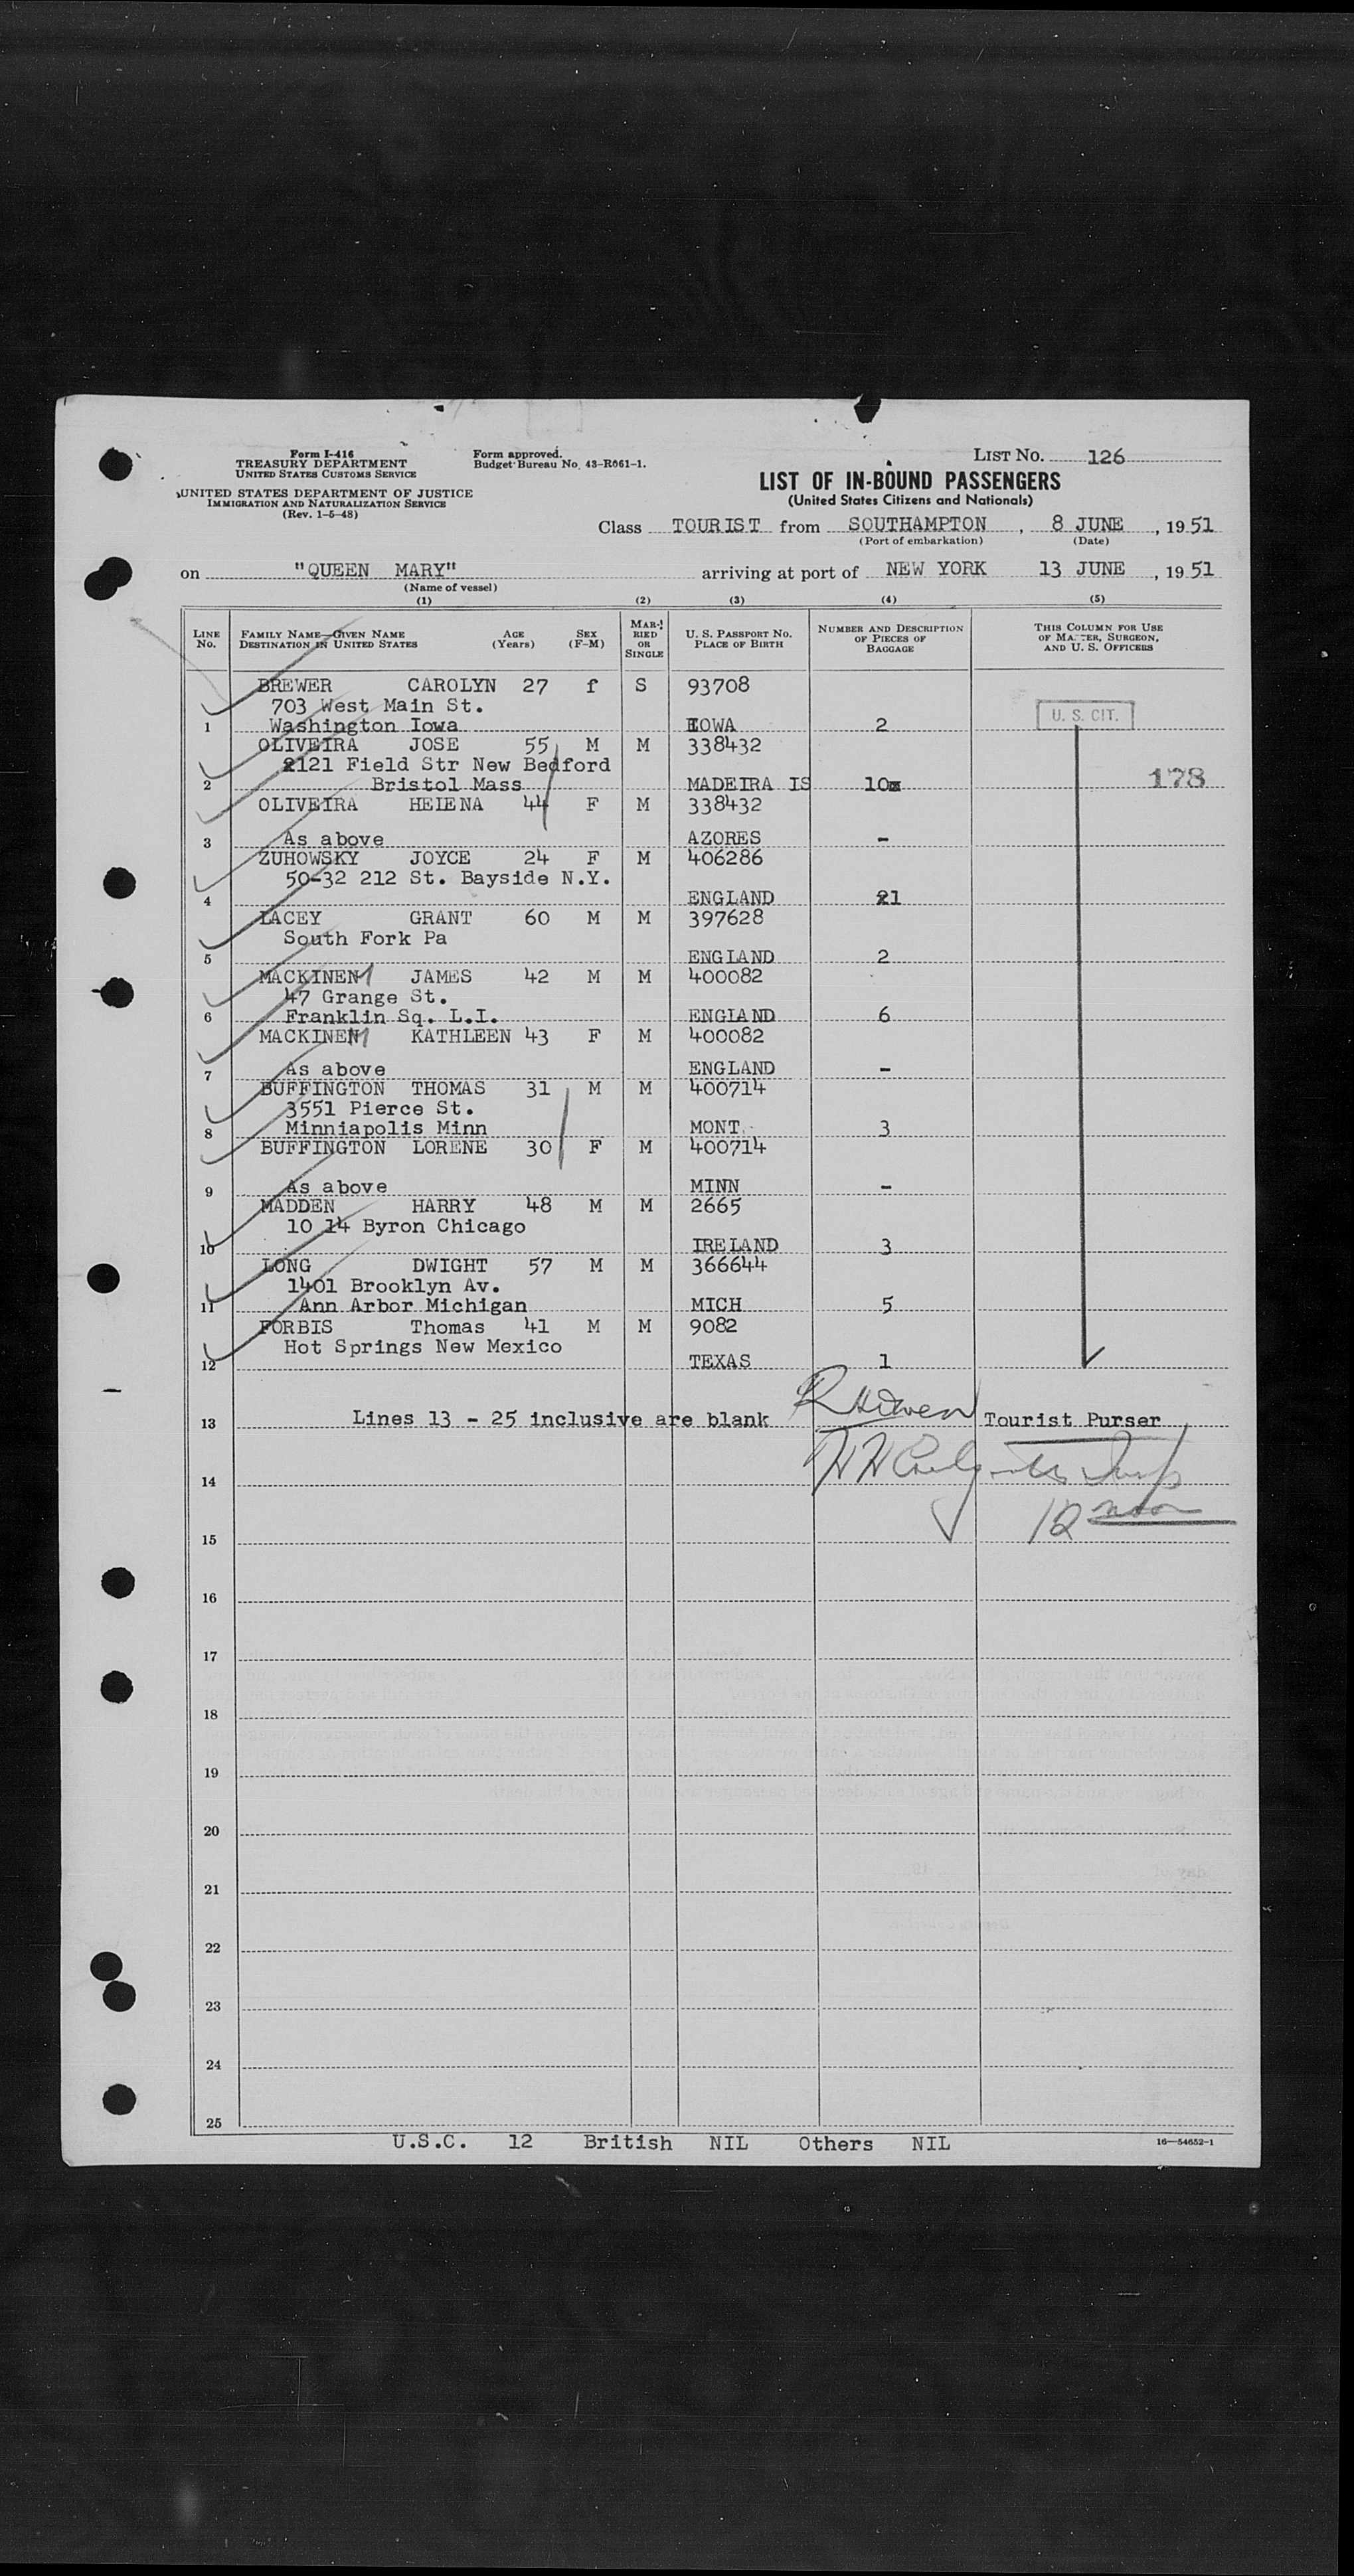 Form I-416
TREASURY DEPARTMENT
UNITED STATES CUSTOMS SERVICE
UNITED STATES DEPARTMENT OF JUSTICE
IMMIGRATION AND NATURALIZATION SERVICE
(Rev. 1-5-48)
Form approved.
Budget Bureau No. 43-R061-1.
LIST No. 126
LIST OF IN-BOUND PASSENGERS
(United States Citizens and Nationals)
Class TOURIST from SOUTHAMPTON , 8 JUNE , 1951
(Port of embarkation) (Date)
on "QUEEN MARY" arriving at port of NEW YORK 13 JUNE , 1951
(Name of vessel)
(1) (2) (3) (4) (5)
LINE No. FAMILY NAME—GIVEN NAME DESTINATION IN UNITED STATES AGE (Years) SEX (F-M) MARRIED OR SINGLE U. S. PASSPORT NO. PLACE OF BIRTH NUMBER AND DESCRIPTION OF PIECES OF BAGGAGE THIS COLUMN FOR USE OF MASTER, SURGEON, AND U. S. OFFICERS
BREWER CAROLYN 27 f S 93708
703 West Main St.
1 Washington Iowa IOWA 2 U. S. CIT.
OLIVEIRA JOSE 55 M M 338432
2121 Field Str New Bedford
2 Bristol Mass MADEIRA IS 10 178
OLIVEIRA HELENA 44 F M 338432
3 As above AZORES -
ZUHOWSKY JOYCE 24 F M 406286
50-32 212 St. Bayside N.Y.
4 ENGLAND 21
LACEY GRANT 60 M M 397628
South Fork Pa
5 ENGLAND 2
MACKINEN JAMES 42 M M 400082
47 Grange St.
6 Franklin Sq. L.I. ENGLAND 6
MACKINEN KATHLEEN 43 F M 400082
7 As above ENGLAND -
BUFFINGTON THOMAS 31 M M 400714
3551 Pierce St.
8 Minniapolis Minn MONT. 3
BUFFINGTON LORENE 30 F M 400714
9 As above MINN -
MADDEN HARRY 48 M M 2665
10 14 Byron Chicago
10 IRELAND 3
LONG DWIGHT 57 M M 366644
1401 Brooklyn Av.
11 Ann Arbor Michigan MICH 5
FORBIS Thomas 41 M M 9082
Hot Springs New Mexico
12 TEXAS 1
13 Lines 13 - 25 inclusive are blank Tourist Purser
14
12 noon
15
16
17
18
19
20
21
22
23
24
25
U.S.C. 12 British NIL Others NIL
16—54652-1